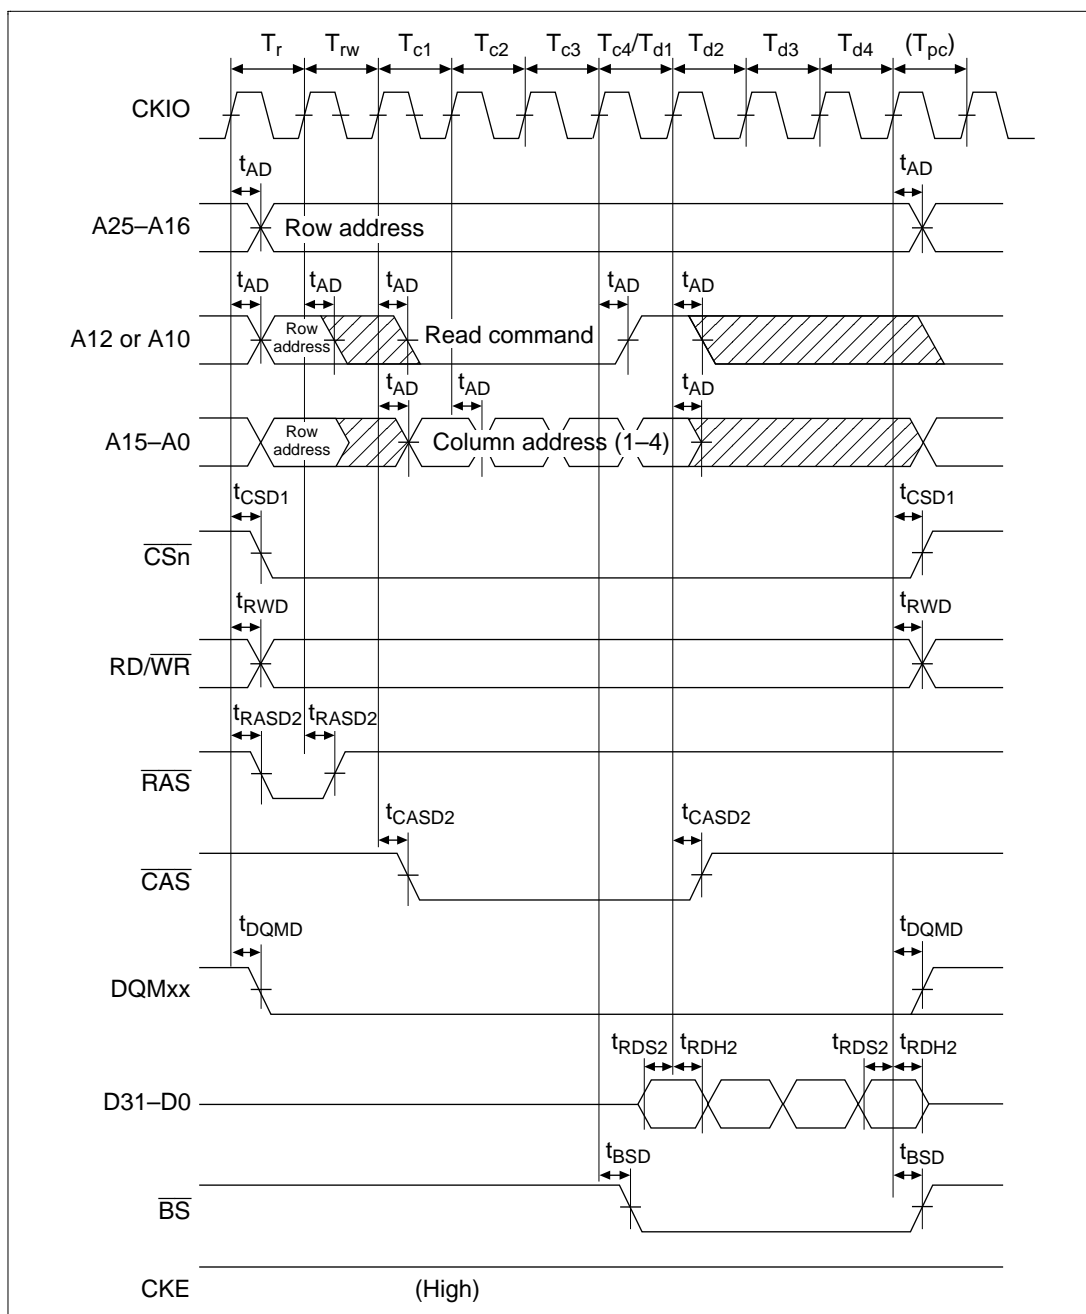 Tr Trw Tc1 Tc2 Tc3 Tc4/Td1 Td2 Td3 Td4 (Tpc)
CKIO
tAD tAD
A25–A16 Row address
tAD tAD tAD tAD tAD
A12 or A10 Row address Read command
tAD tAD tAD
A15–A0 Row address Column address (1–4)
tCSD1 tCSD1
CSn
tRWD tRWD
RD/WR
tRASD2 tRASD2
RAS
tCASD2 tCASD2
CAS
tDQMD tDQMD
DQMxx
tRDS2 tRDH2 tRDS2 tRDH2
D31–D0
tBSD tBSD
BS
CKE (High)